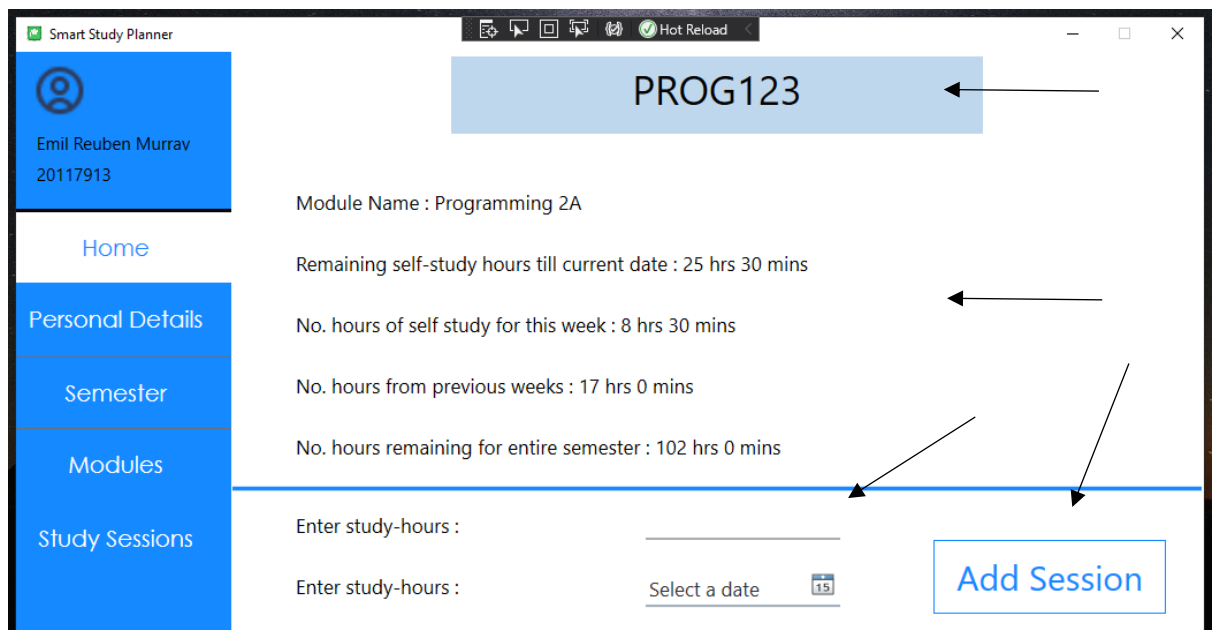 Smart Study Planner
Hot Reload
PROG123
Emil Reuben Murray
20117913
Home
Personal Details
Semester
Modules
Study Sessions
Module Name : Programming 2A
Remaining self-study hours till current date : 25 hrs 30 mins
No. hours of self study for this week : 8 hrs 30 mins
No. hours from previous weeks : 17 hrs 0 mins
No. hours remaining for entire semester : 102 hrs 0 mins
Enter study-hours :
Enter study-hours :
Select a date
15
Add Session